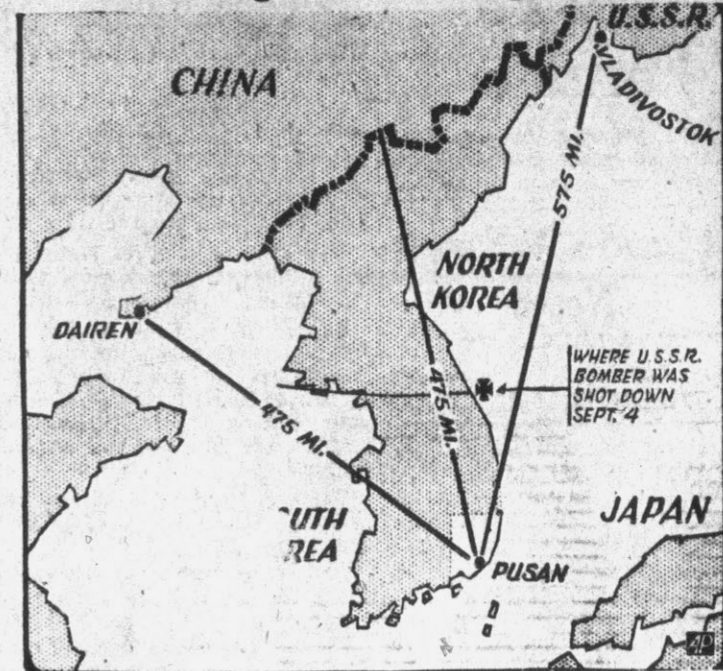 U.S.S.R.
CHINA
VLADIVOSTOK
575 MI.
NORTH
KOREA
DAIREN
WHERE U.S.S.R.
BOMBER WAS
SHOT DOWN
SEPT. 4
475 MI.
475 MI.
UTH
REA
JAPAN
PUSAN
AP